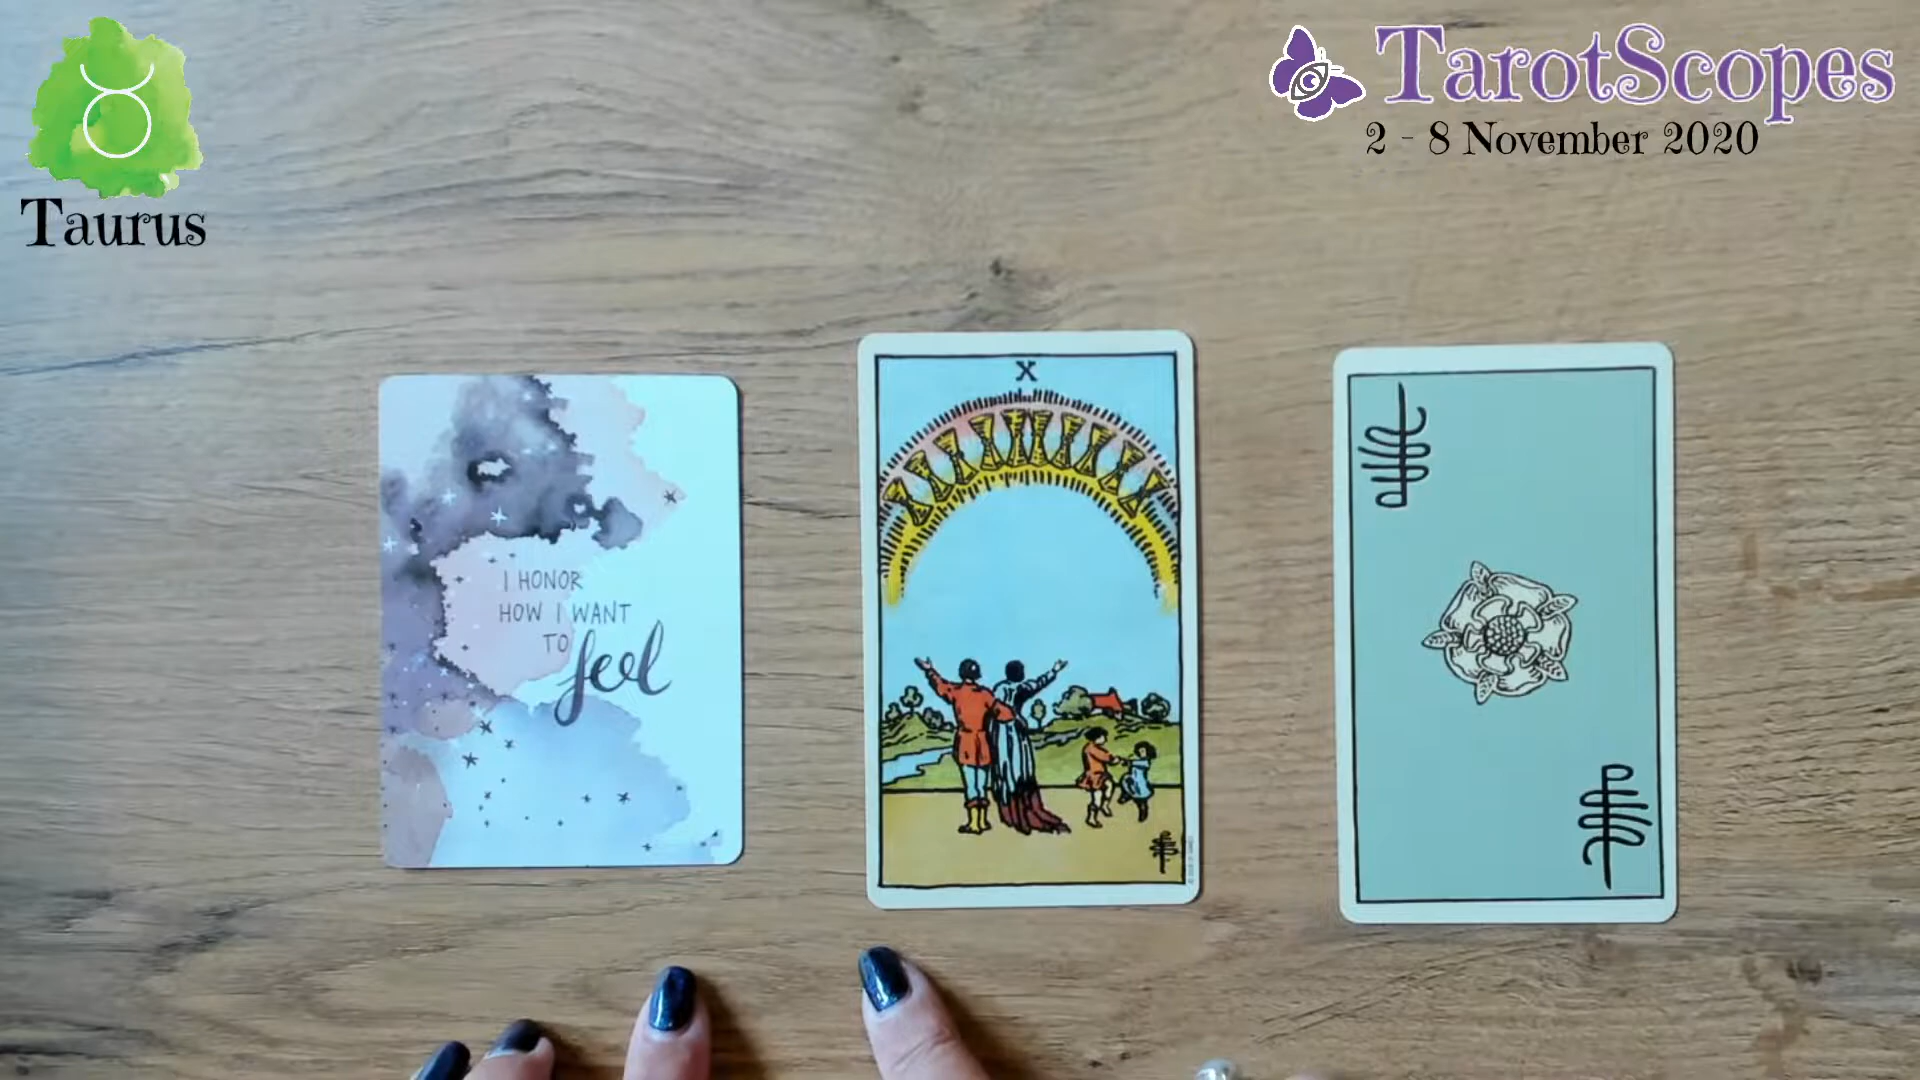 Taurus
TarotScopes
2 - 8 November 2020
I HONOR
HOW I WANT
TO feel
X